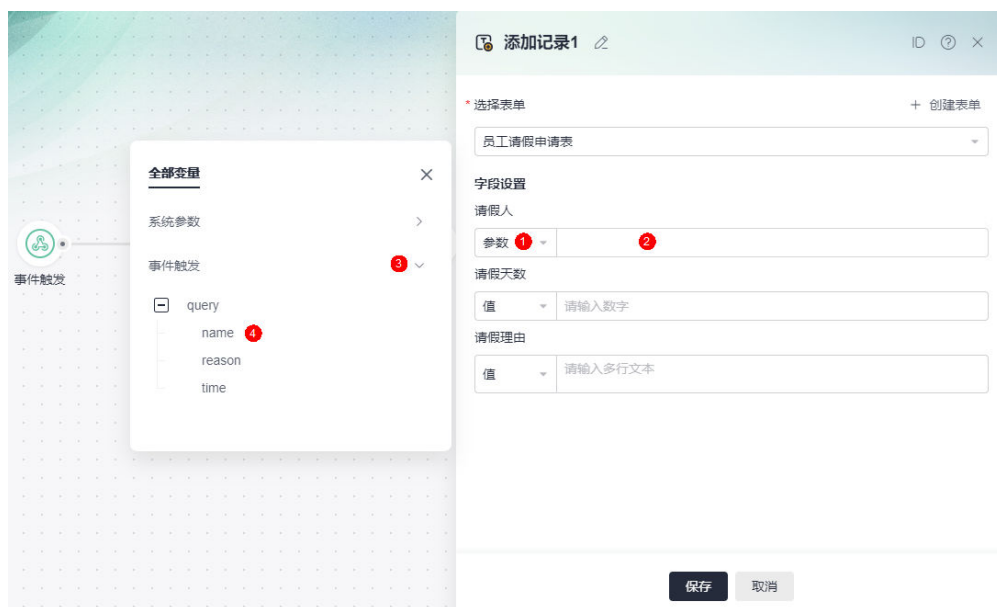 添加记录1
ID
* 选择表单
+ 创建表单
员工请假申请表
字段设置
请假人
参数 1
2
请假天数
值
请输入数字
请假理由
值
请输入多行文本
保存
取消
全部变量
系统参数
事件触发 3
query
name 4
reason
time
事件触发